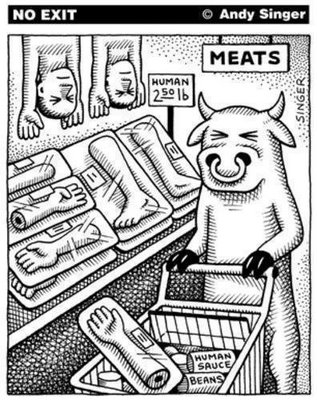 NO EXIT
© Andy Singer
MEATS
HUMAN
2⁵⁰ lb
SINGER
HUMAN
SAUCE
BEANS